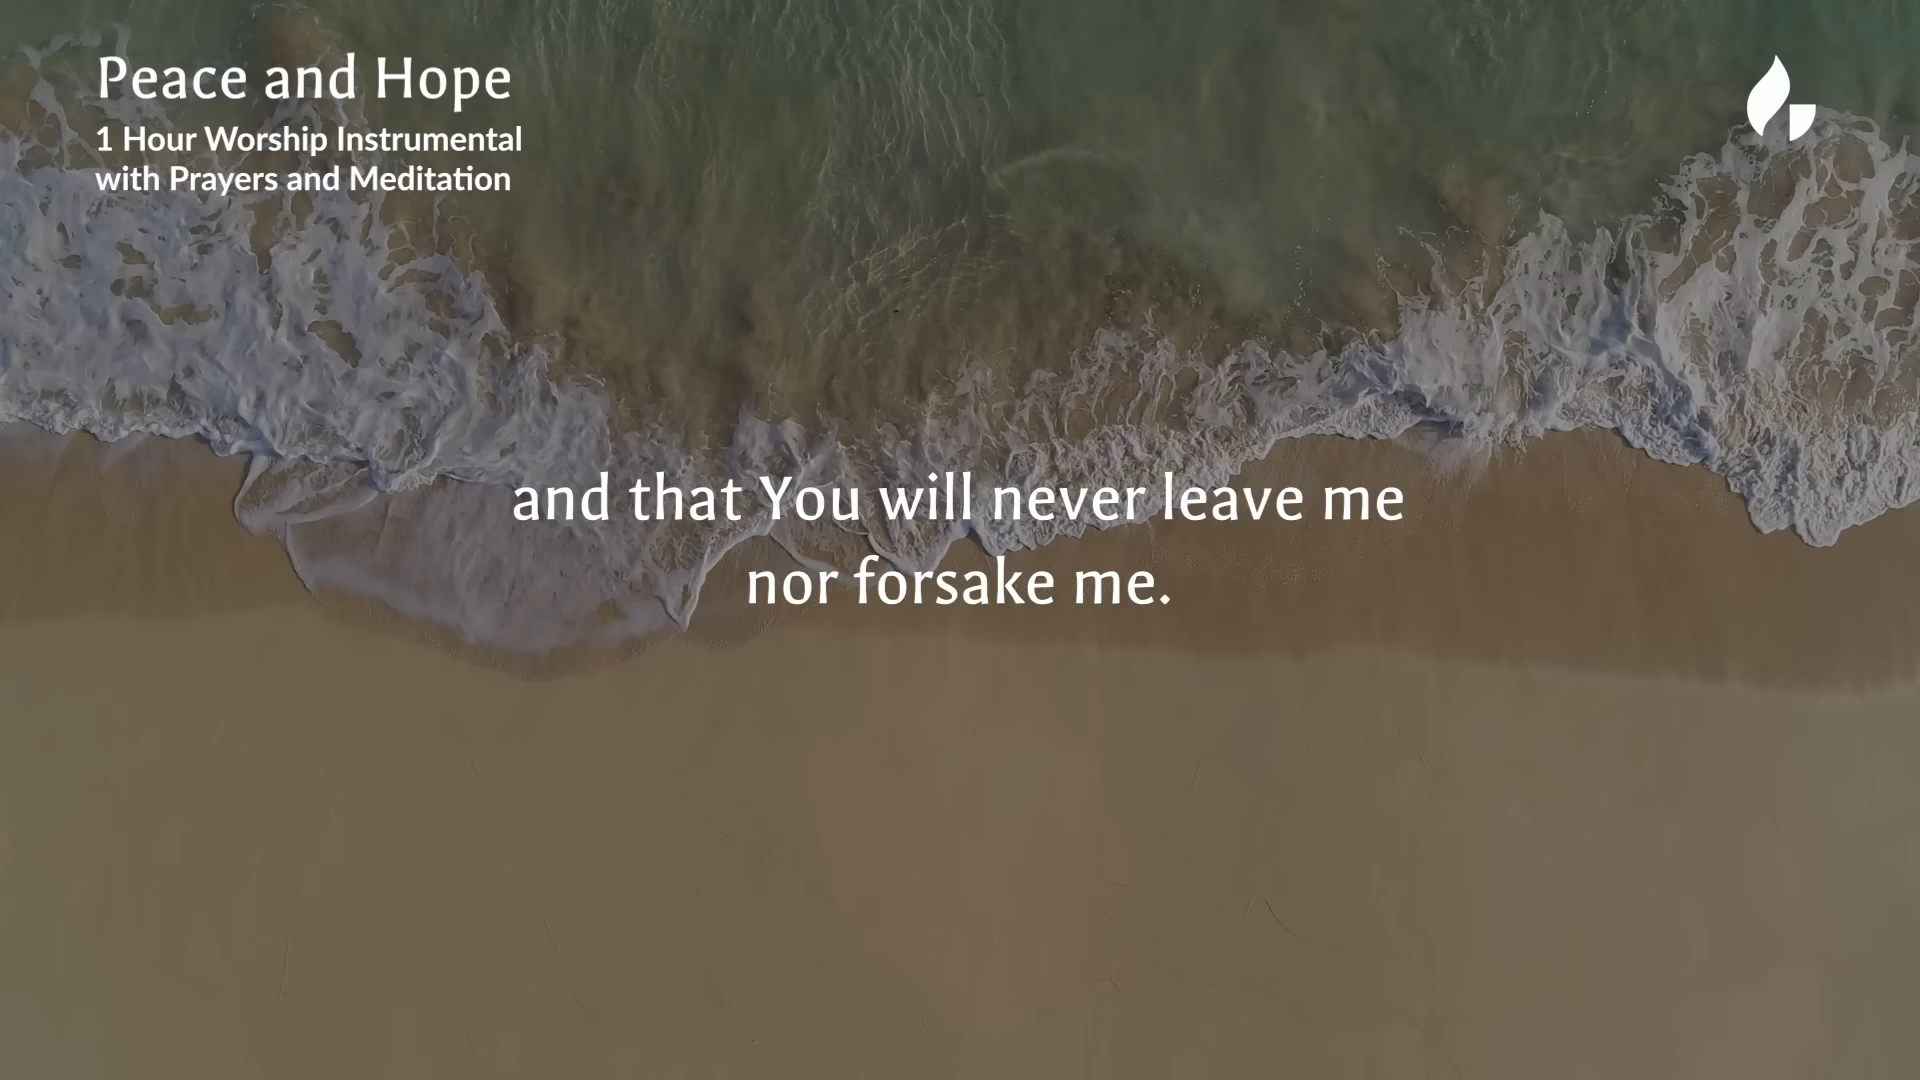 Peace and Hope
1 Hour Worship Instrumental
with Prayers and Meditation
and that You will never leave me
nor forsake me.